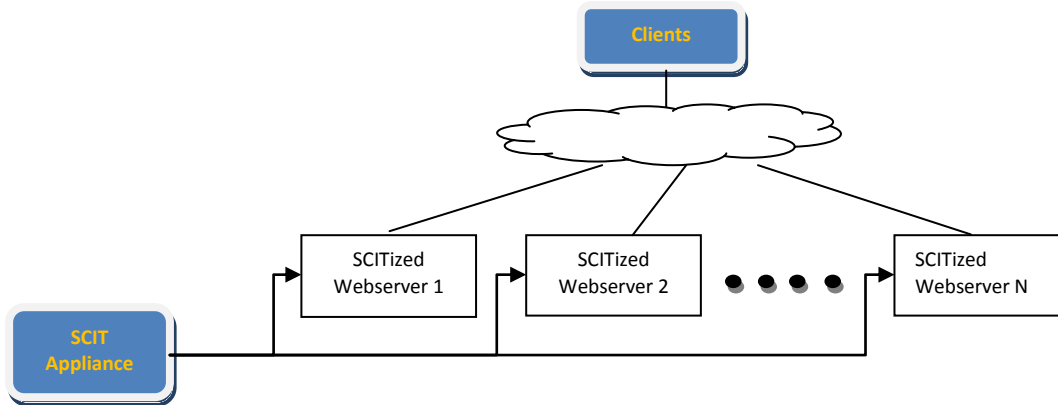 Clients
SCITized
Webserver 1
SCITized
Webserver 2
SCITized
Webserver N
SCIT
Appliance